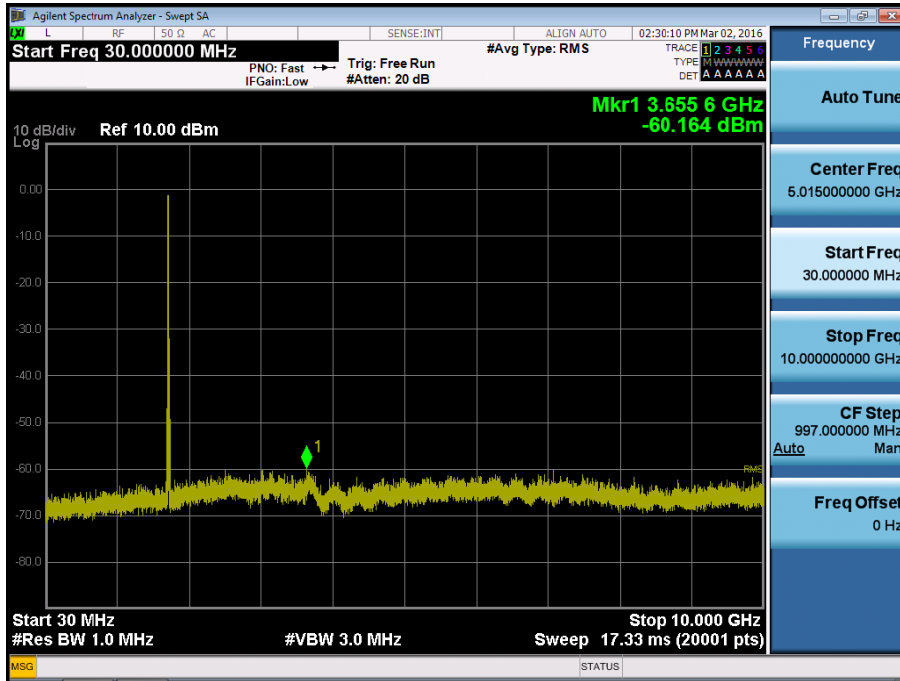 Agilent Spectrum Analyzer - Swept SA
LXI L RF 50 Ω AC SENSE:INT ALIGN AUTO 02:30:10 PM Mar 02, 2016
Start Freq 30.000000 MHz
#Avg Type: RMS
TRACE 1 2 3 4 5 6
PNO: Fast
Trig: Free Run
TYPE M WWWWW
IFGain:Low
#Atten: 20 dB
DET A A A A A A
Mkr1 3.655 6 GHz
-60.164 dBm
10 dB/div Ref 10.00 dBm
Log
0.00
-10.0
-20.0
-30.0
-40.0
-50.0
1
-60.0
RMS
-70.0
-80.0
Start 30 MHz
Stop 10.000 GHz
#Res BW 1.0 MHz
#VBW 3.0 MHz
Sweep 17.33 ms (20001 pts)
MSG
STATUS
Frequency
Auto Tune
Center Freq
5.015000000 GHz
Start Freq
30.000000 MHz
Stop Freq
10.000000000 GHz
CF Step
997.000000 MHz
Auto Man
Freq Offset
0 Hz